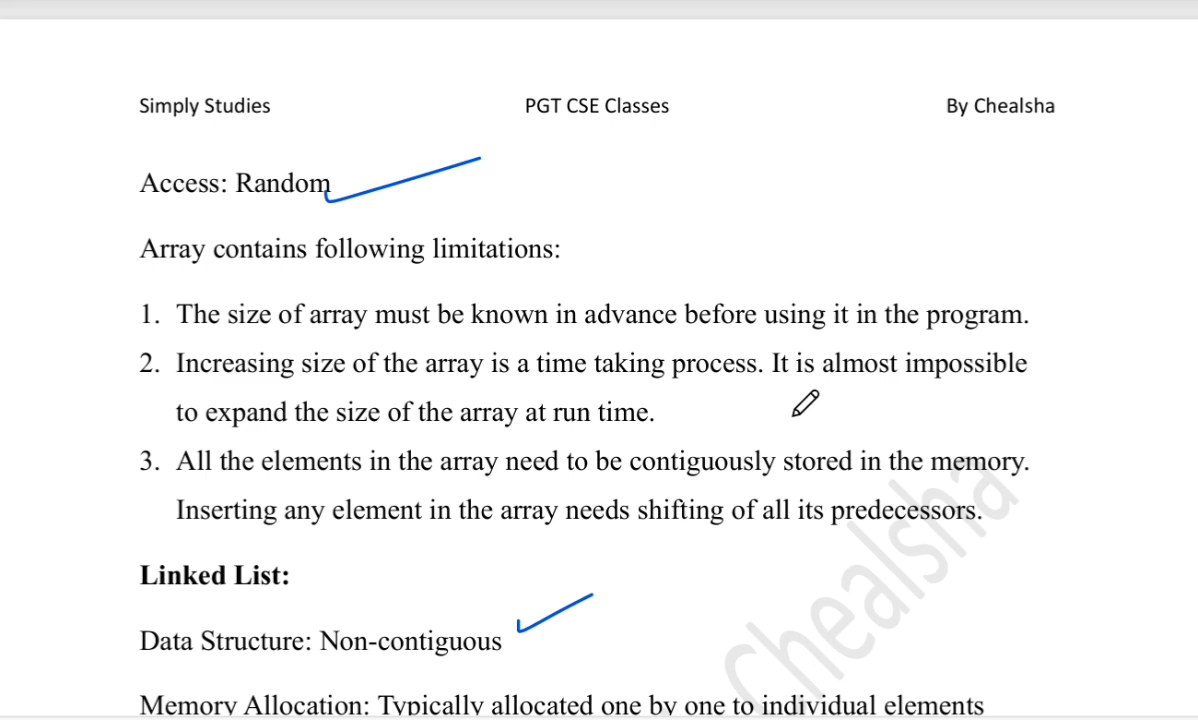 Simply Studies PGT CSE Classes By Chealsha
Access: Random
Array contains following limitations:
1. The size of array must be known in advance before using it in the program.
2. Increasing size of the array is a time taking process. It is almost impossible
to expand the size of the array at run time.
3. All the elements in the array need to be contiguously stored in the memory.
Inserting any element in the array needs shifting of all its predecessors.
Linked List:
Data Structure: Non-contiguous
Memory Allocation: Typically allocated one by one to individual elements
Chealsha